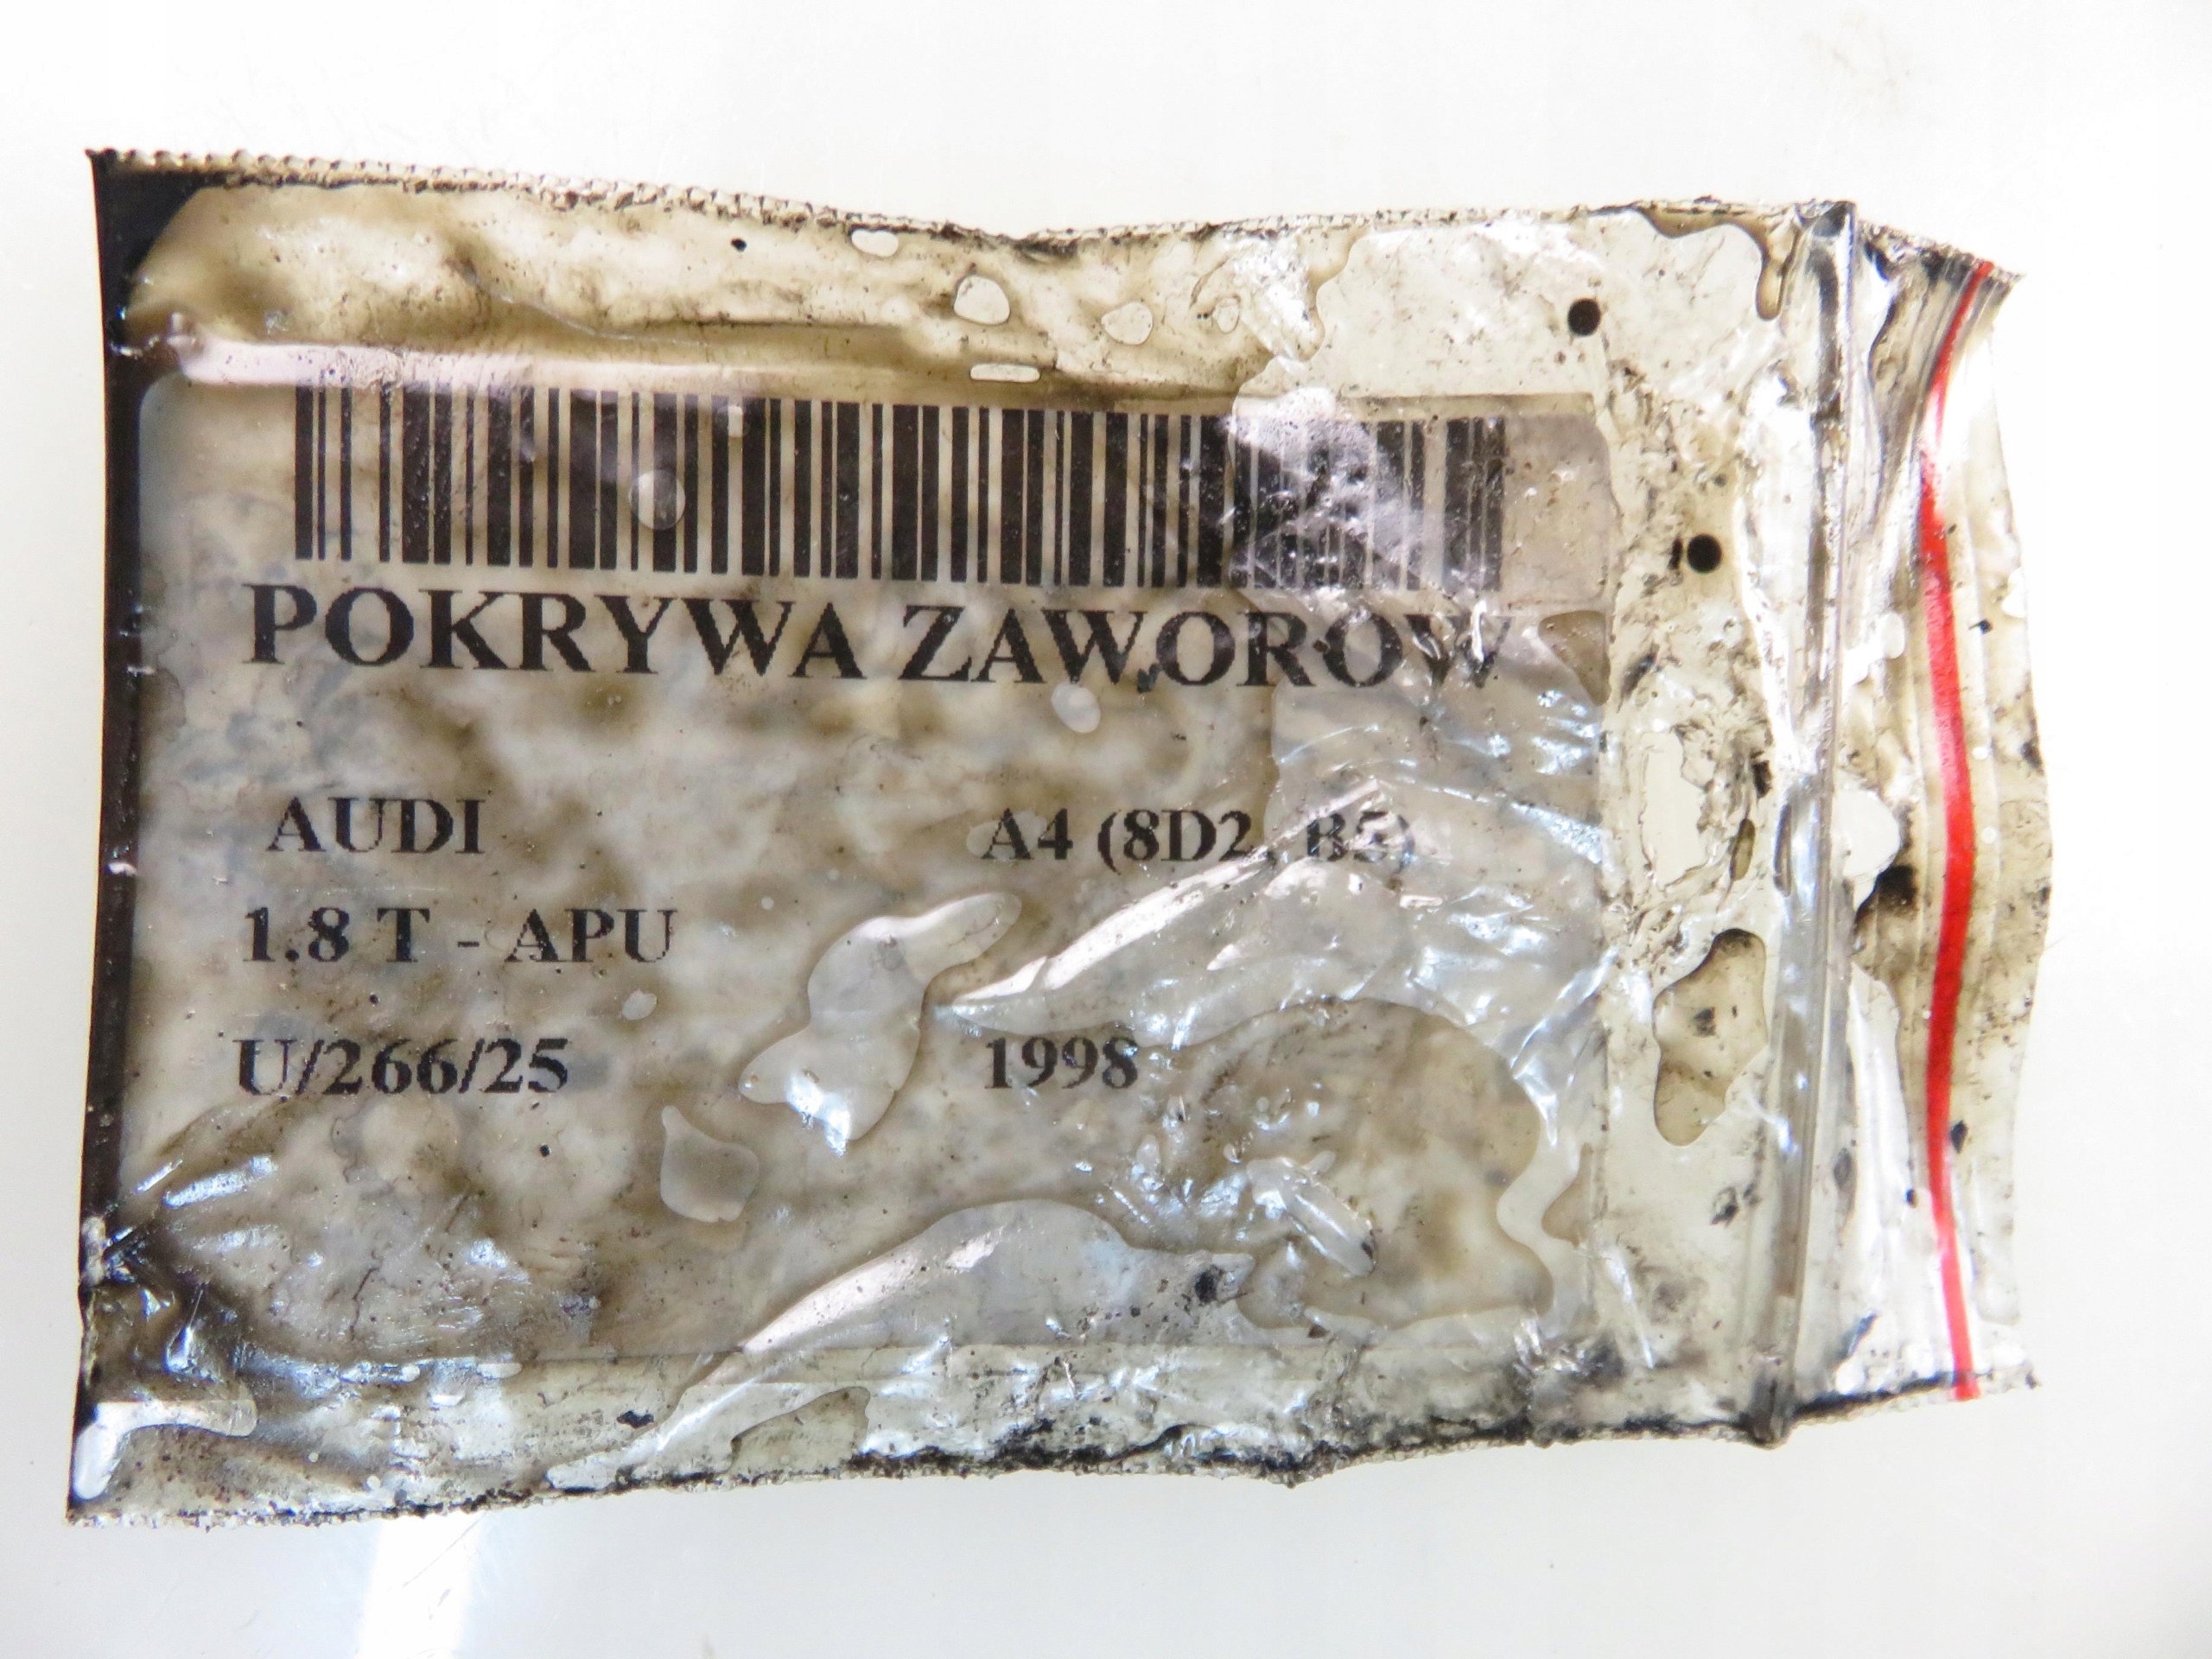 POKRYWA ZAWOROW
AUDI A4 (8D2, B5)
1.8 T - APU
U/266/25 1998